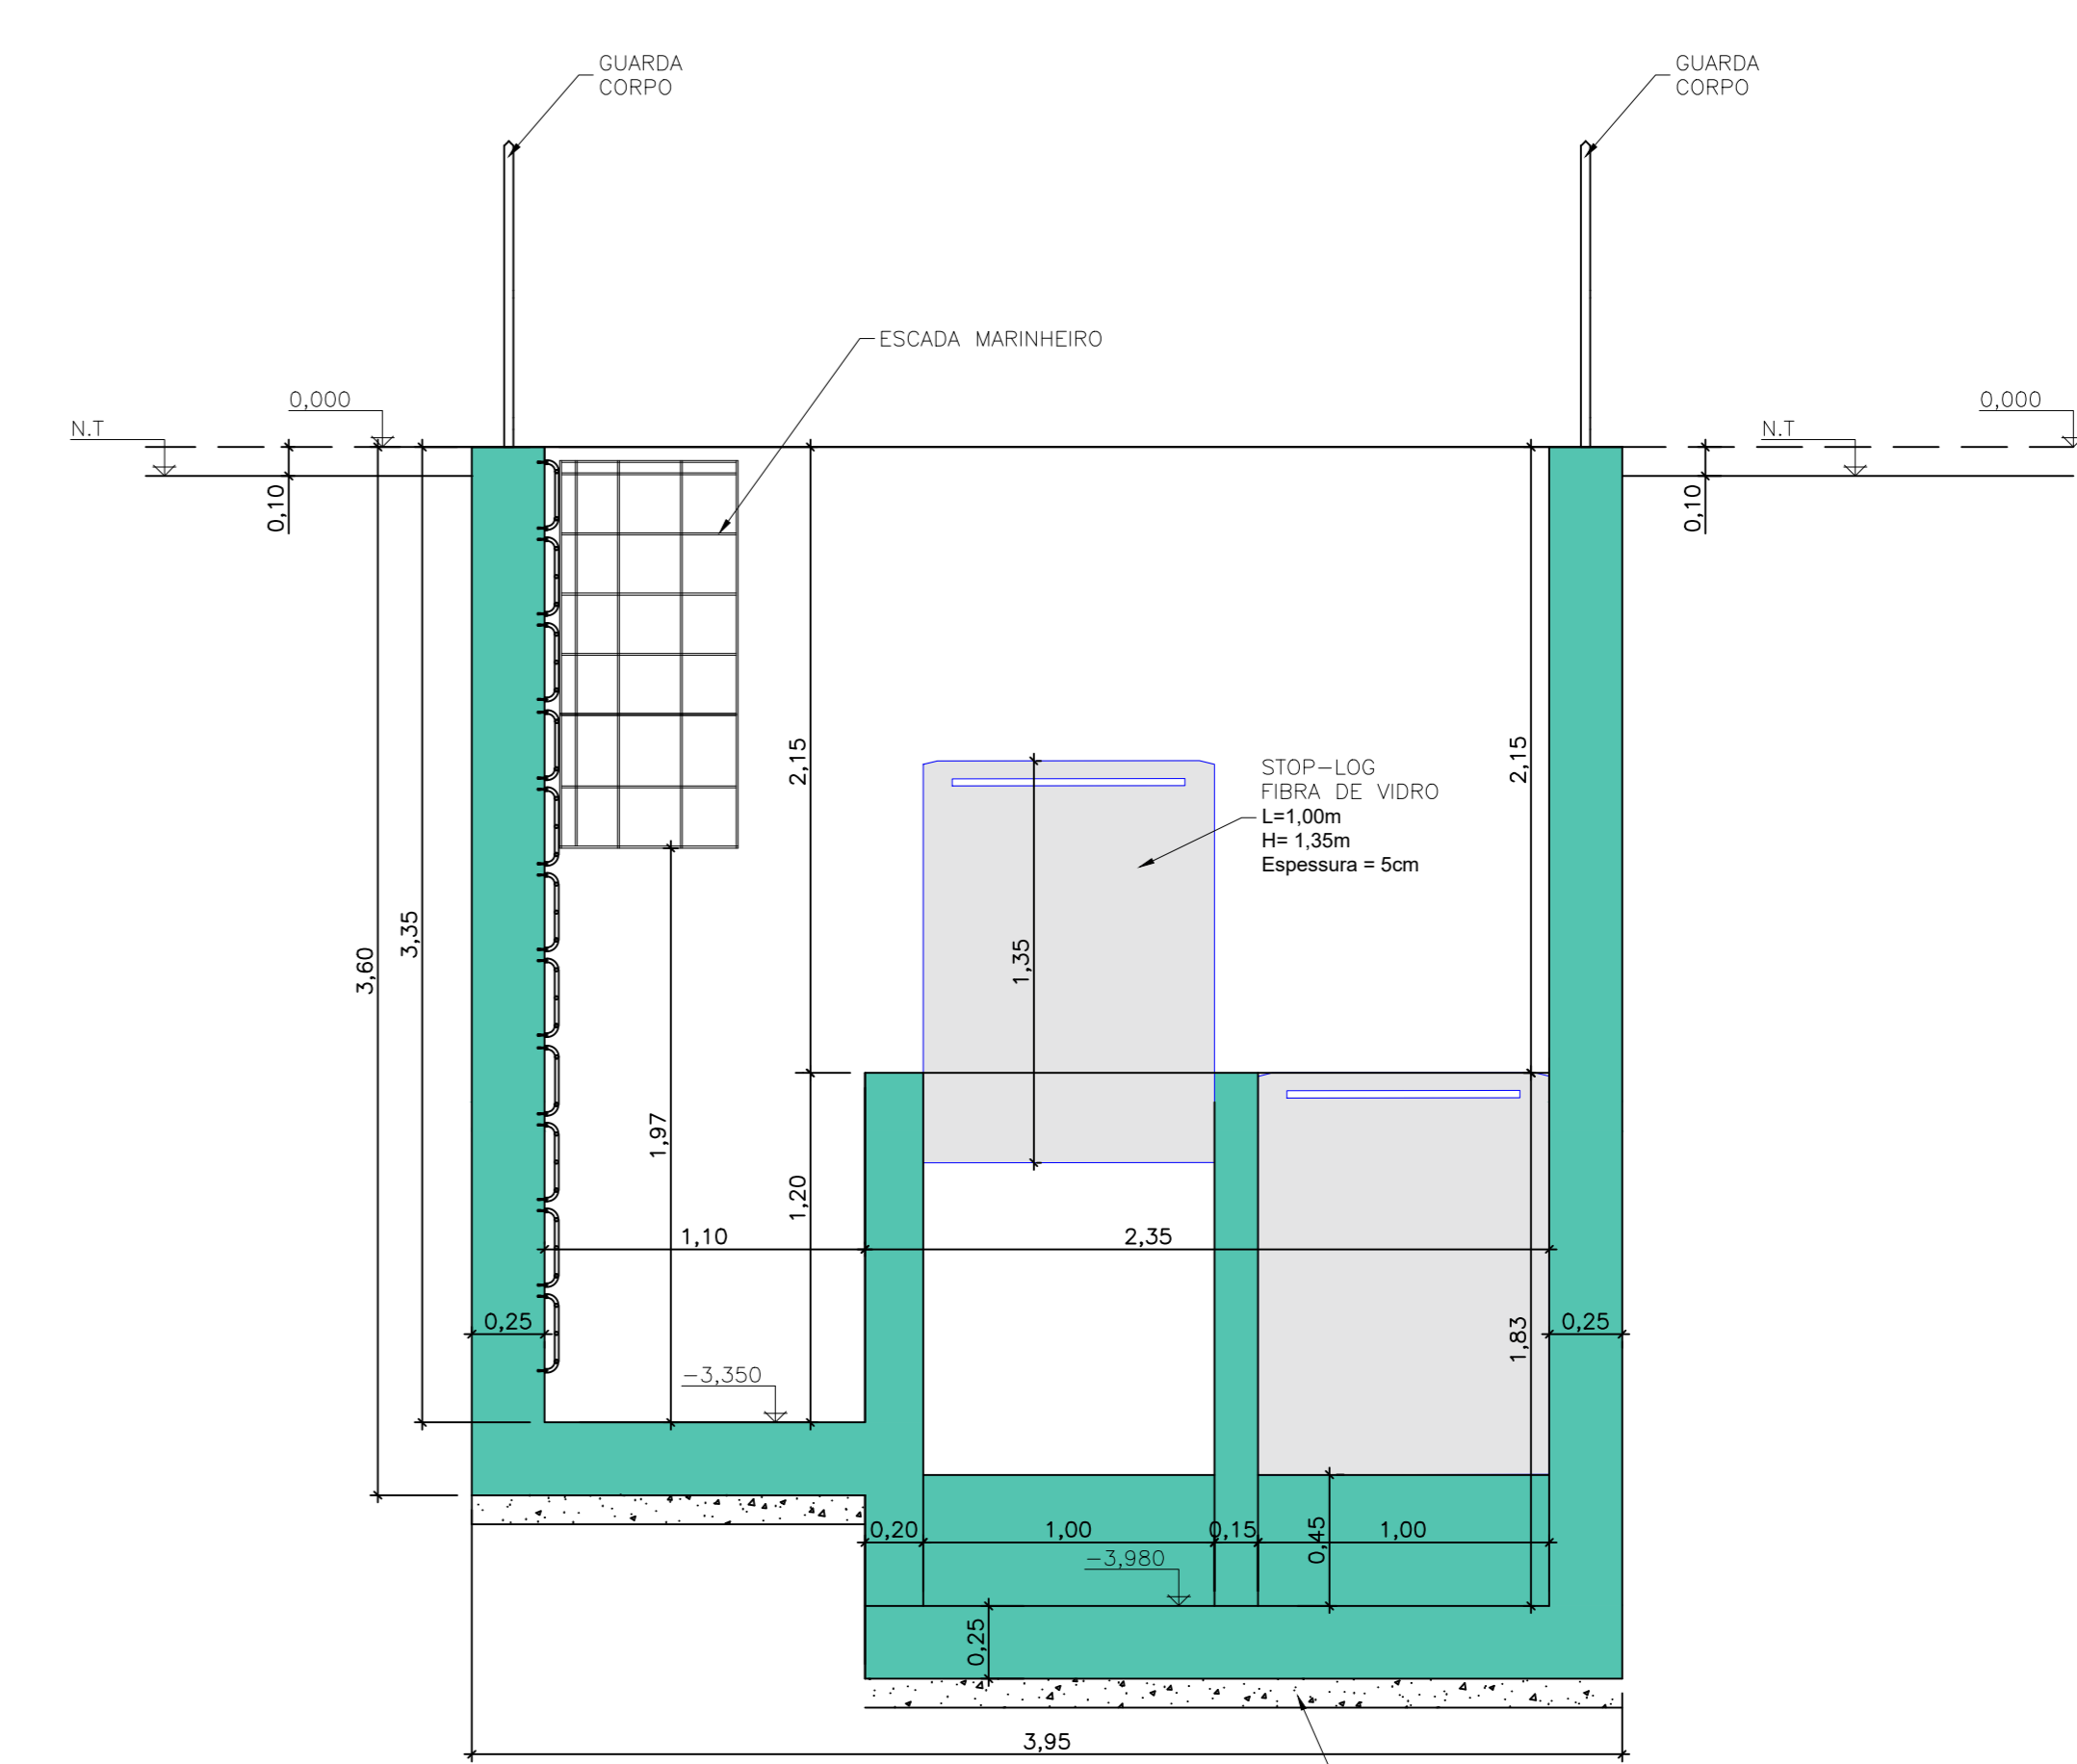 GUARDA
CORPO
GUARDA
CORPO
ESCADA MARINHEIRO
0,000
N.T
0,000
N.T
0,10
0,10
2,15
2,15
STOP-LOG
FIBRA DE VIDRO
L=1,00m
H= 1,35m
Espessura = 5cm
3,35
3,60
1,35
1,97
1,20
1,10
2,35
0,25
1,83
0,25
-3,350
0,20
1,00
0,15
0,45
1,00
-3,980
0,25
3,95